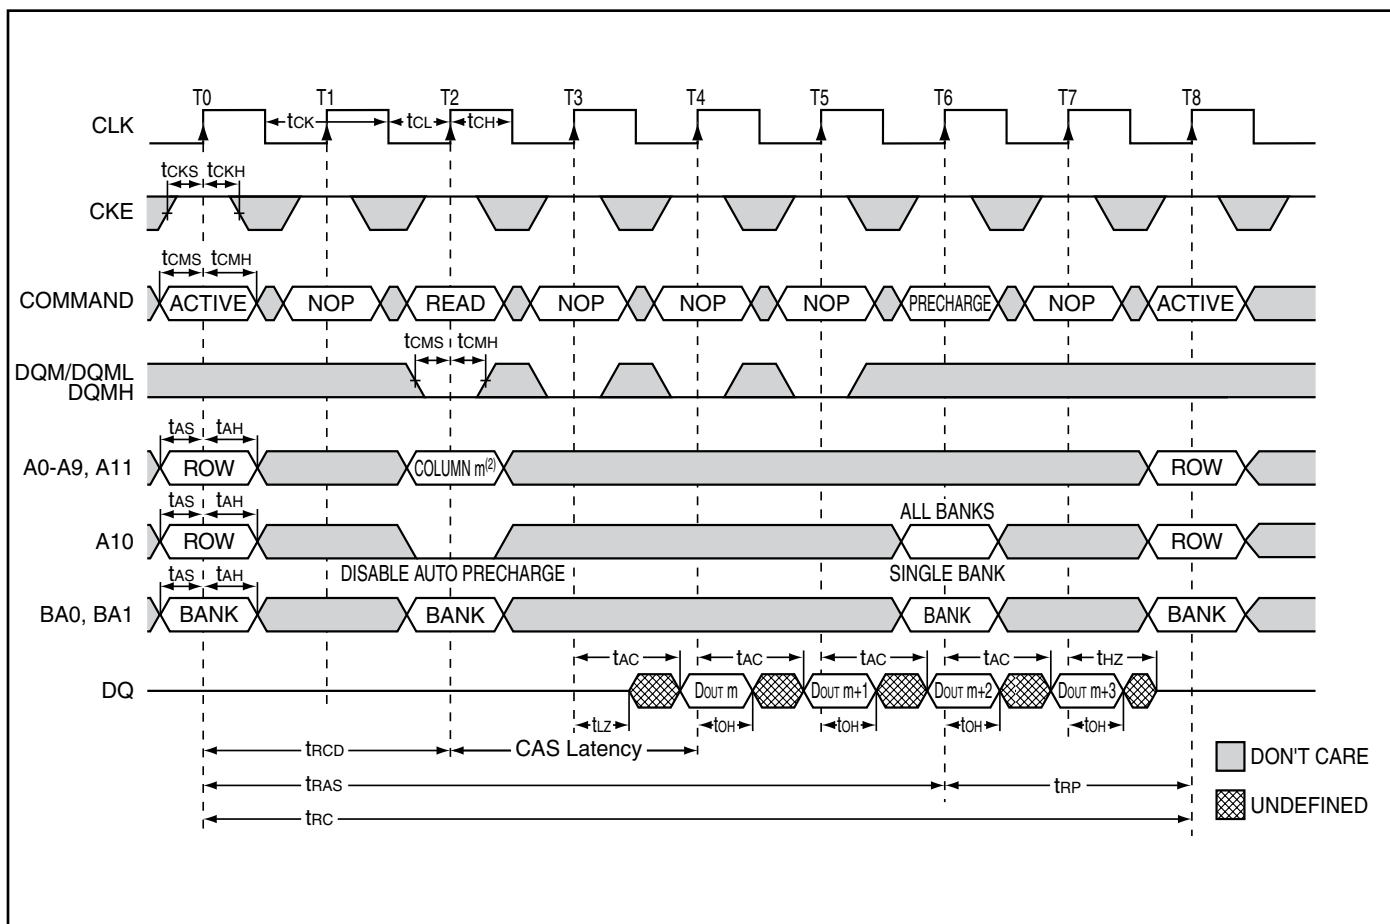 T0 T1 T2 T3 T4 T5 T6 T7 T8
CLK tCK tCL tCH
tCKS tCKH
CKE
tCMS tCMH
COMMAND ACTIVE NOP READ NOP NOP NOP PRECHARGE NOP ACTIVE
tCMS tCMH
DQM/DQML
DQMH
tAS tAH
A0-A9, A11 ROW COLUMN m(2) ROW
tAS tAH ALL BANKS
A10 ROW ROW
DISABLE AUTO PRECHARGE SINGLE BANK
tAS tAH
BA0, BA1 BANK BANK BANK BANK
tAC tAC tAC tAC tHZ
DQ DOUT m DOUT m+1 DOUT m+2 DOUT m+3
tLZ tOH tOH tOH tOH
tRCD CAS Latency
DON'T CARE
tRAS tRP
UNDEFINED
tRC